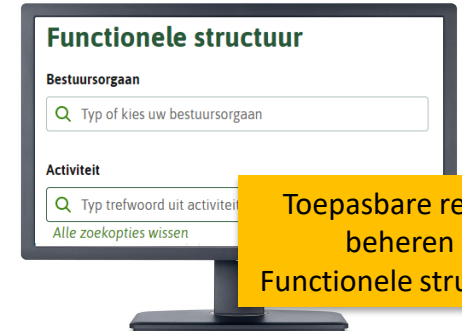 Functionele structuur
Bestuursorgaan
Typ of kies uw bestuursorgaan
Activiteit
Typ trefwoord uit activiteit
Alle zoekopties wissen
Toepasbare re
beheren
Functionele stru